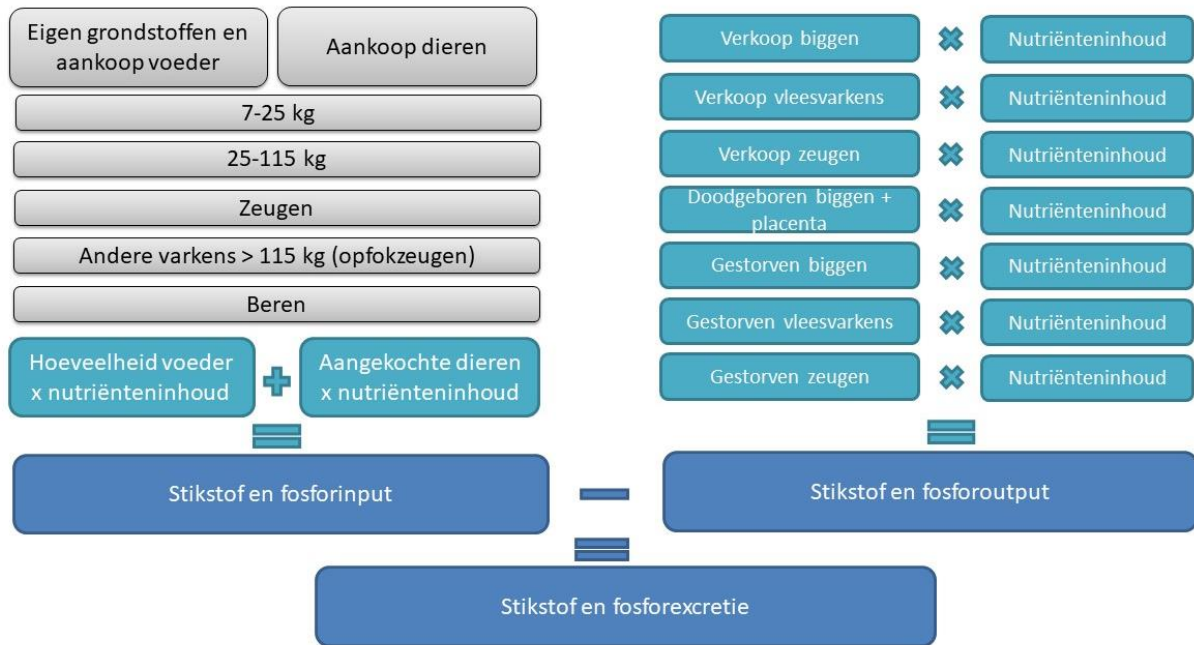 Eigen grondstoffen en
aankoop voeder
Aankoop dieren
7-25 kg
25-115 kg
Zeugen
Andere varkens > 115 kg (opfokzeugen)
Beren
Hoeveelheid voeder
x nutriënteninhoud
Aangekochte dieren
x nutriënteninhoud
Stikstof en fosforinput
Verkoop biggen
Nutriënteninhoud
Verkoop vleesvarkens
Nutriënteninhoud
Verkoop zeugen
Nutriënteninhoud
Doodgeboren biggen +
placenta
Nutriënteninhoud
Gestorven biggen
Nutriënteninhoud
Gestorven vleesvarkens
Nutriënteninhoud
Gestorven zeugen
Nutriënteninhoud
Stikstof en fosforoutput
Stikstof en fosforexcretie